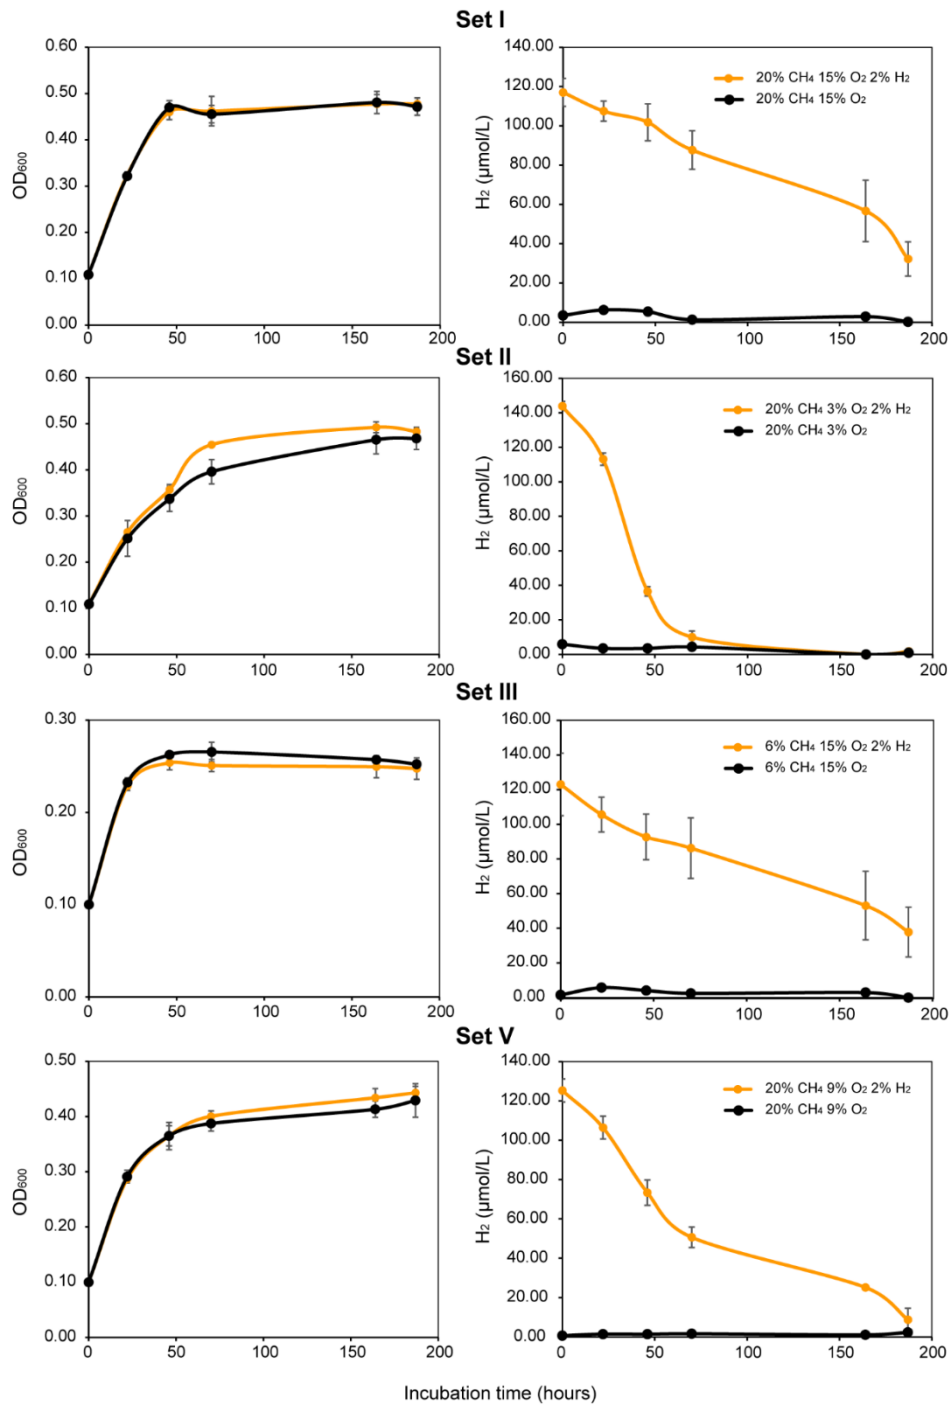 Set I
0.60
0.50
0.40
0.30
0.20
0.10
0.00
OD600
0 50 100 150 200
140.00
120.00
100.00
80.00
60.00
40.00
20.00
0.00
H2 (µmol/L)
20% CH4 15% O2 2% H2
20% CH4 15% O2
0 50 100 150 200
Set II
0.60
0.50
0.40
0.30
0.20
0.10
0.00
OD600
0 50 100 150 200
160.00
140.00
120.00
100.00
80.00
60.00
40.00
20.00
0.00
H2 (µmol/L)
20% CH4 3% O2 2% H2
20% CH4 3% O2
0 50 100 150 200
Set III
0.30
0.20
0.10
0.00
OD600
0 50 100 150 200
160.00
140.00
120.00
100.00
80.00
60.00
40.00
20.00
0.00
H2 (µmol/L)
6% CH4 15% O2 2% H2
6% CH4 15% O2
0 50 100 150 200
Set V
0.50
0.40
0.30
0.20
0.10
0.00
OD600
0 50 100 150 200
140.00
120.00
100.00
80.00
60.00
40.00
20.00
0.00
H2 (µmol/L)
20% CH4 9% O2 2% H2
20% CH4 9% O2
0 50 100 150 200
Incubation time (hours)